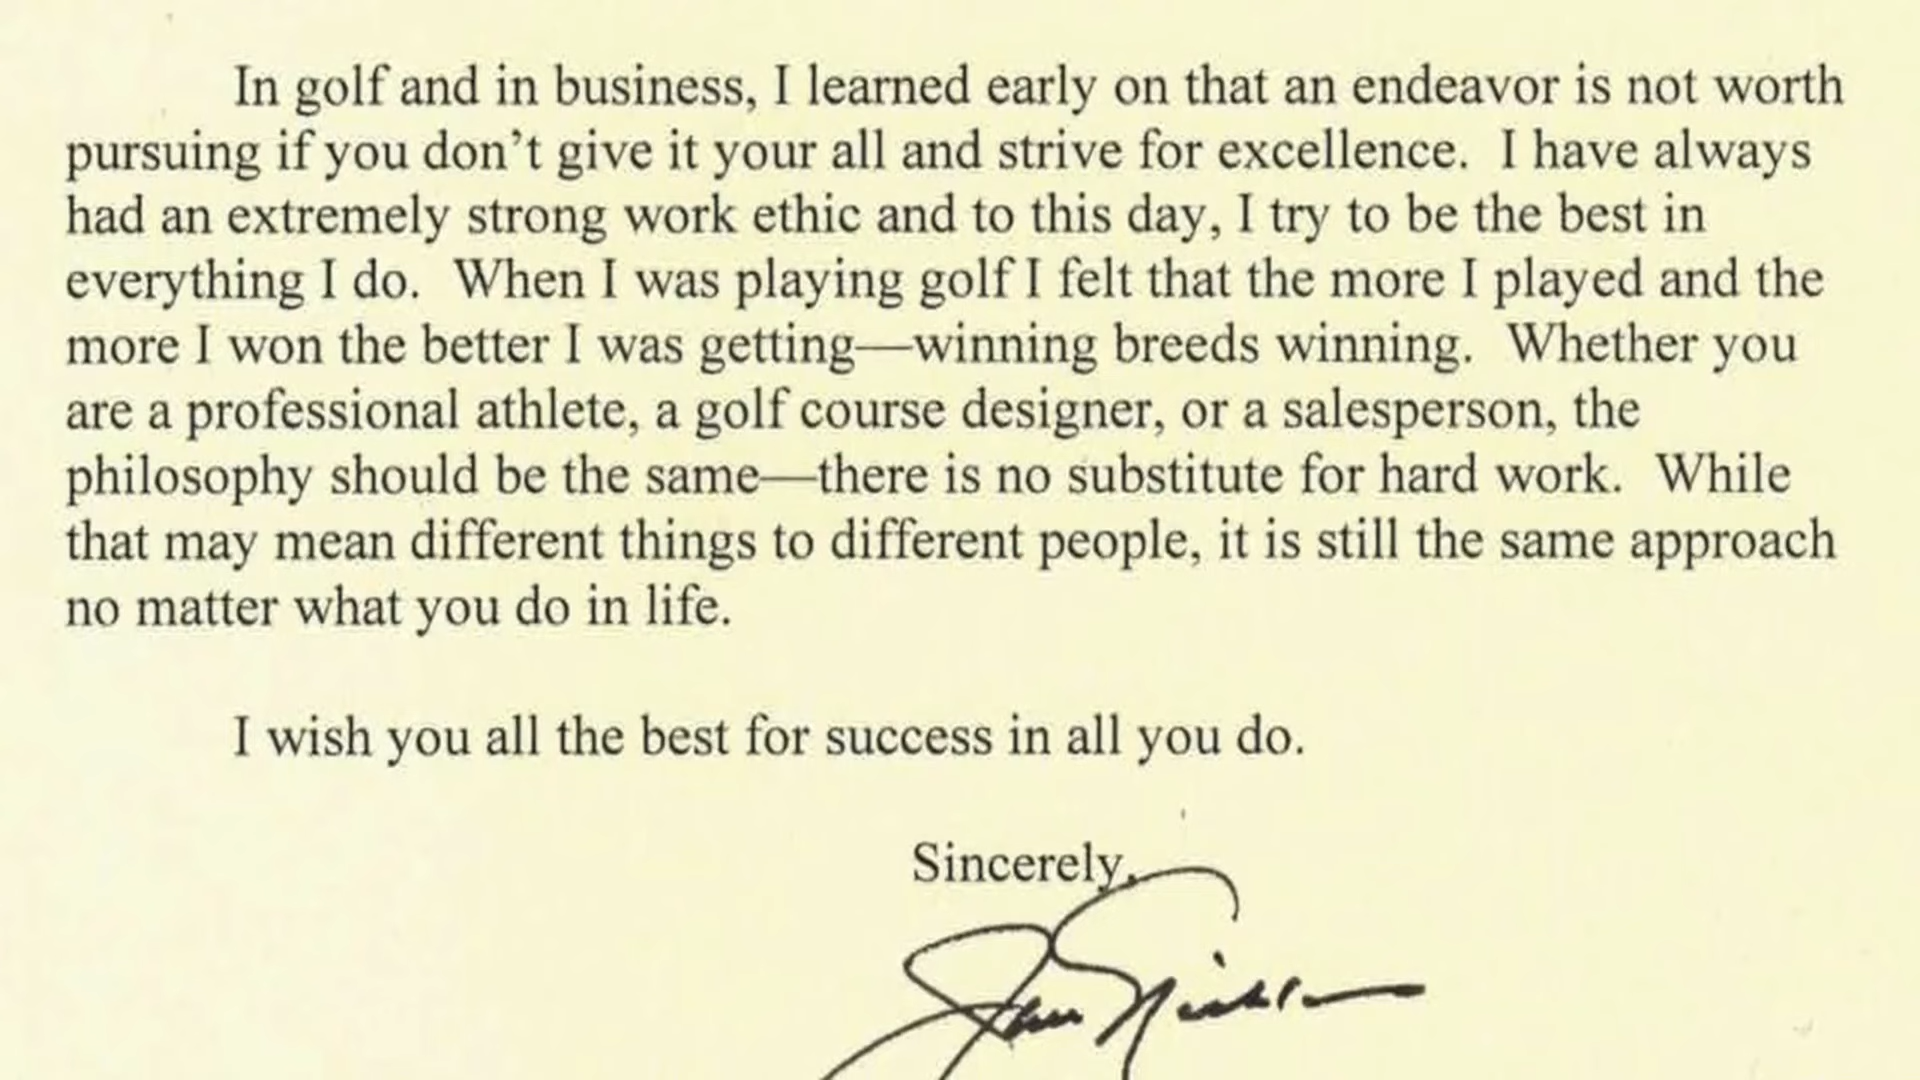 In golf and in business, I learned early on that an endeavor is not worth
pursuing if you don’t give it your all and strive for excellence.  I have always
had an extremely strong work ethic and to this day, I try to be the best in
everything I do.  When I was playing golf I felt that the more I played and the
more I won the better I was getting—winning breeds winning.  Whether you
are a professional athlete, a golf course designer, or a salesperson, the
philosophy should be the same—there is no substitute for hard work.  While
that may mean different things to different people, it is still the same approach
no matter what you do in life.
I wish you all the best for success in all you do.
Sincerely,